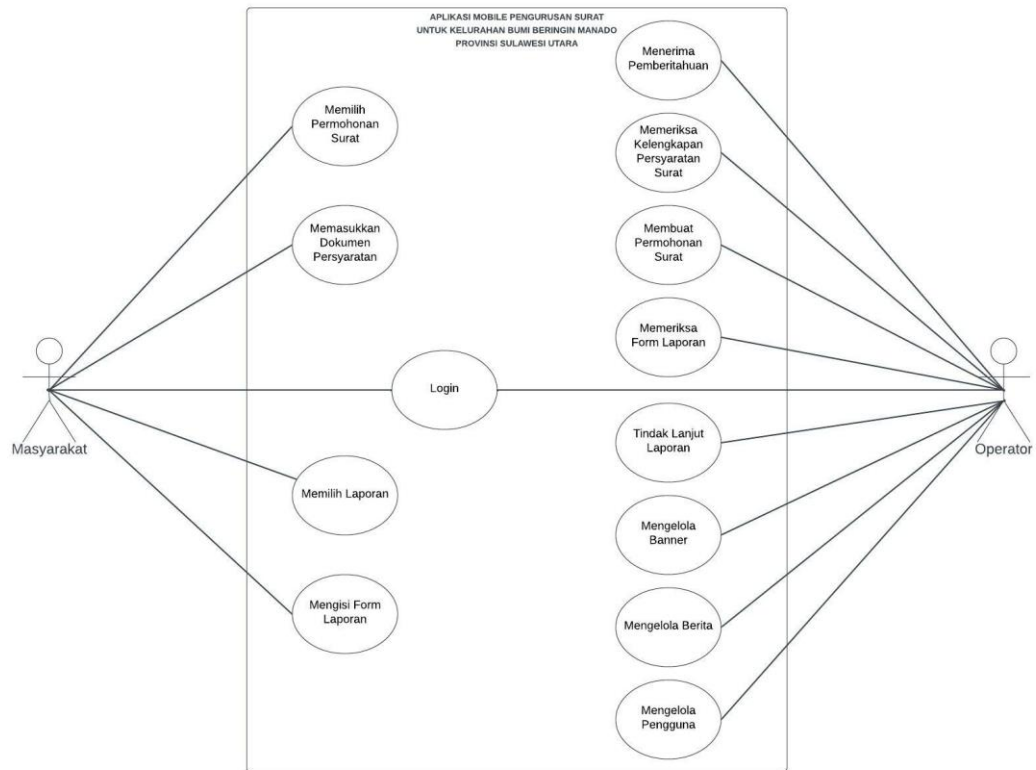 APLIKASI MOBILE PENGURUSAN SURAT
UNTUK KELURAHAN BUMI BERINGIN MANADO
PROVINSI SULAWESI UTARA
Memilih
Permohonan
Surat
Memasukkan
Dokumen
Persyaratan
Login
Memilih Laporan
Mengisi Form
Laporan
Masyarakat
Menerima
Pemberitahuan
Memeriksa
Kelengkapan
Persyaratan
Surat
Membuat
Permohonan
Surat
Memeriksa
Form Laporan
Tindak Lanjut
Laporan
Mengelola
Banner
Mengelola Berita
Mengelola
Pengguna
Operator